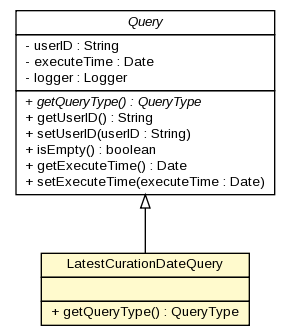 Query
- userID : String
- executeTime : Date
- logger : Logger
+ getQueryType() : QueryType
+ getUserID() : String
+ setUserID(userID : String)
+ isEmpty() : boolean
+ getExecuteTime() : Date
+ setExecuteTime(executeTime : Date)
LatestCurationDateQuery
+ getQueryType() : QueryType